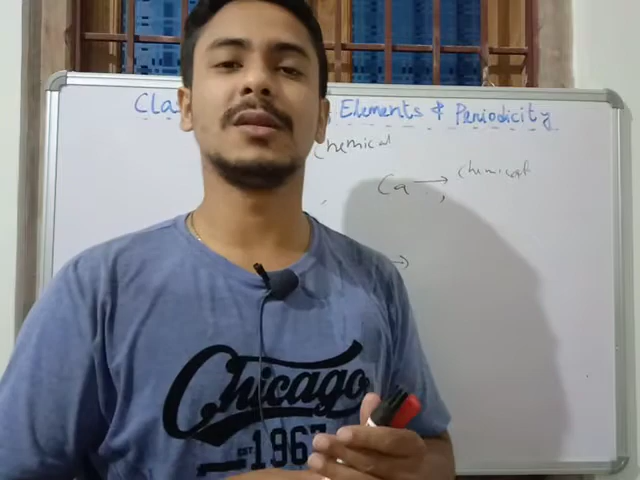 Cla Elements & Periodicity
Chemical
Ca → Chemical
→
Chicago
EST. 1967